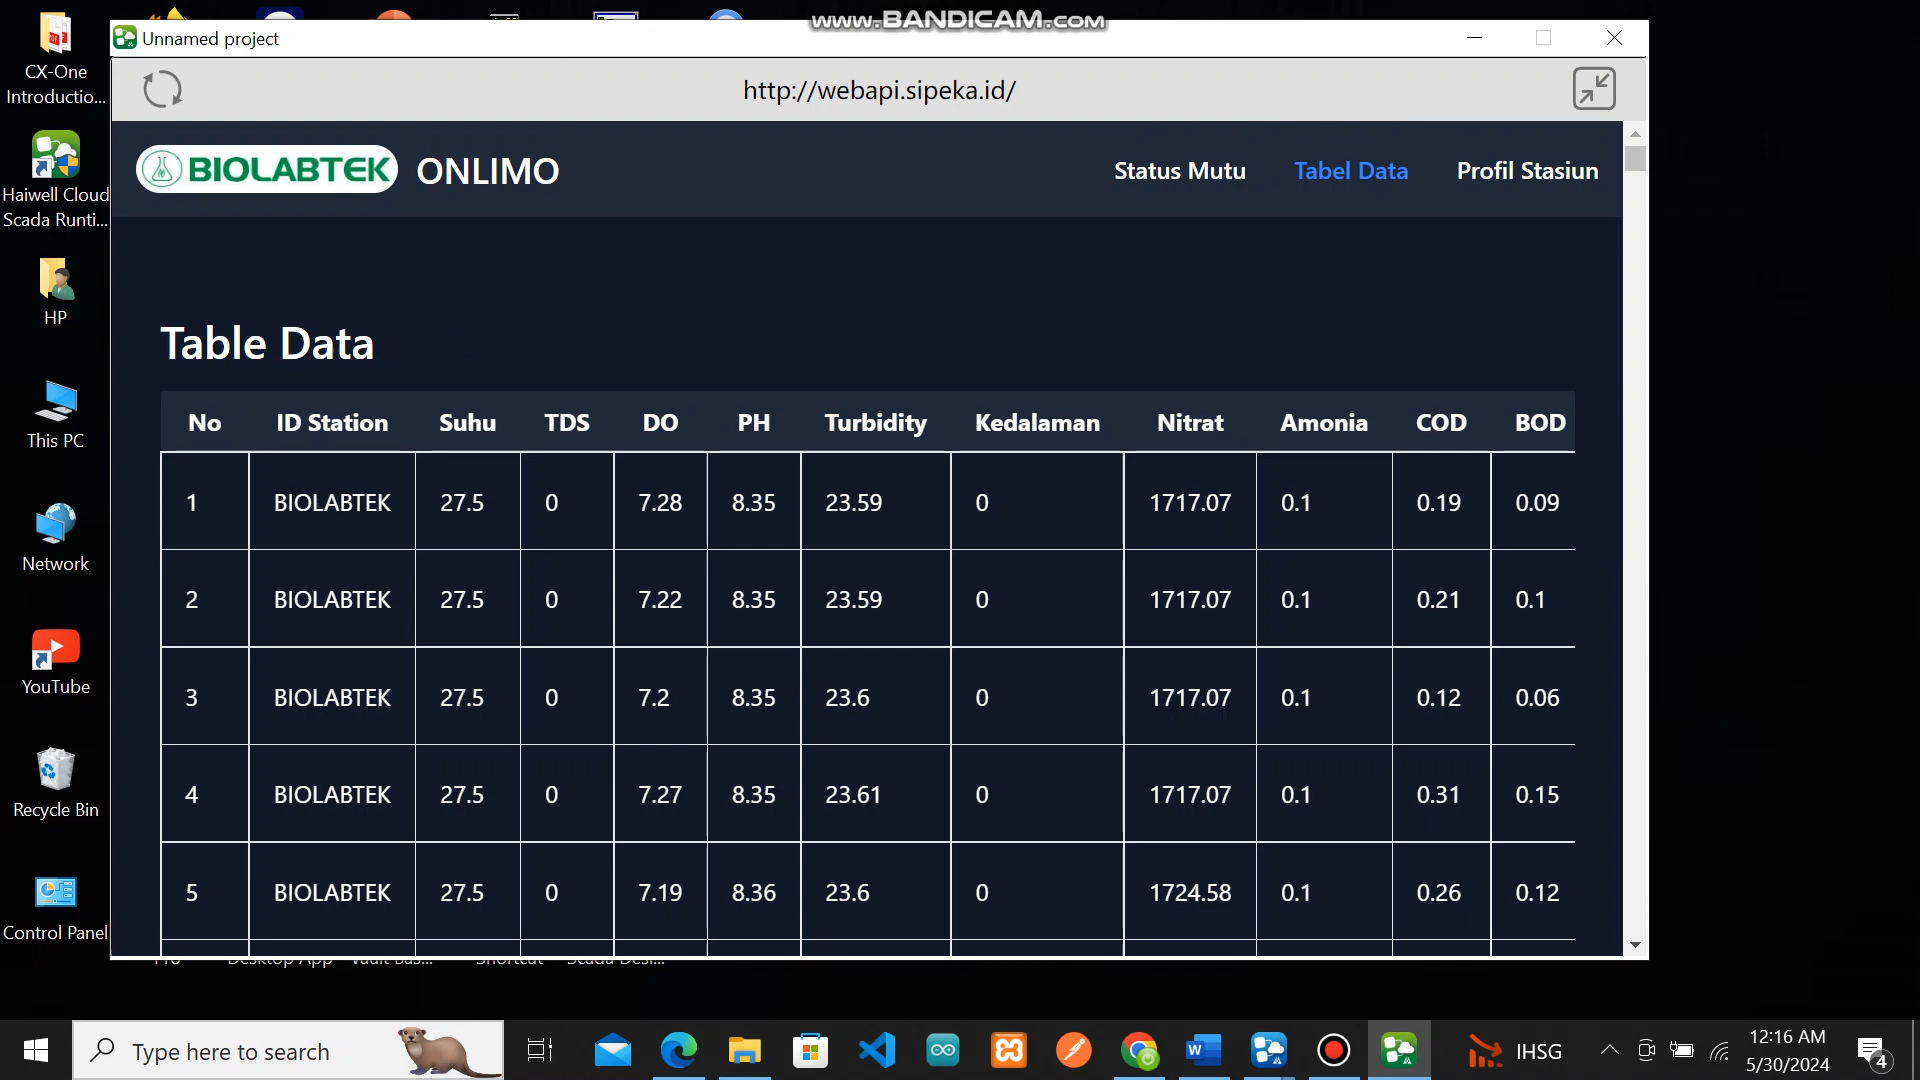 www.BANDICAM.com
Unnamed project
http://webapi.sipeka.id/
BIOLABTEK ONLIMO
Status Mutu Tabel Data Profil Stasiun
Table Data
No ID Station Suhu TDS DO PH Turbidity Kedalaman Nitrat Amonia COD BOD
1 BIOLABTEK 27.5 0 7.28 8.35 23.59 0 1717.07 0.1 0.19 0.09
2 BIOLABTEK 27.5 0 7.22 8.35 23.59 0 1717.07 0.1 0.21 0.1
3 BIOLABTEK 27.5 0 7.2 8.35 23.6 0 1717.07 0.1 0.12 0.06
4 BIOLABTEK 27.5 0 7.27 8.35 23.61 0 1717.07 0.1 0.31 0.15
5 BIOLABTEK 27.5 0 7.19 8.36 23.6 0 1724.58 0.1 0.26 0.12
CX-One
Introductio...
Haiwell Cloud
Scada Runti...
HP
This PC
Network
YouTube
Recycle Bin
Control Panel
Type here to search
IHSG
12:16 AM
5/30/2024
4